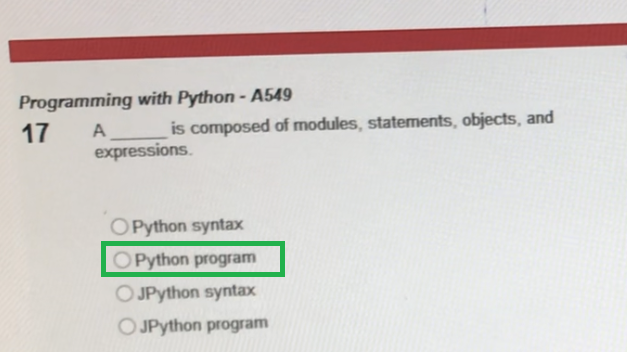 Programming with Python - A549
17 A ______ is composed of modules, statements, objects, and
expressions.
Python syntax
Python program
JPython syntax
JPython program